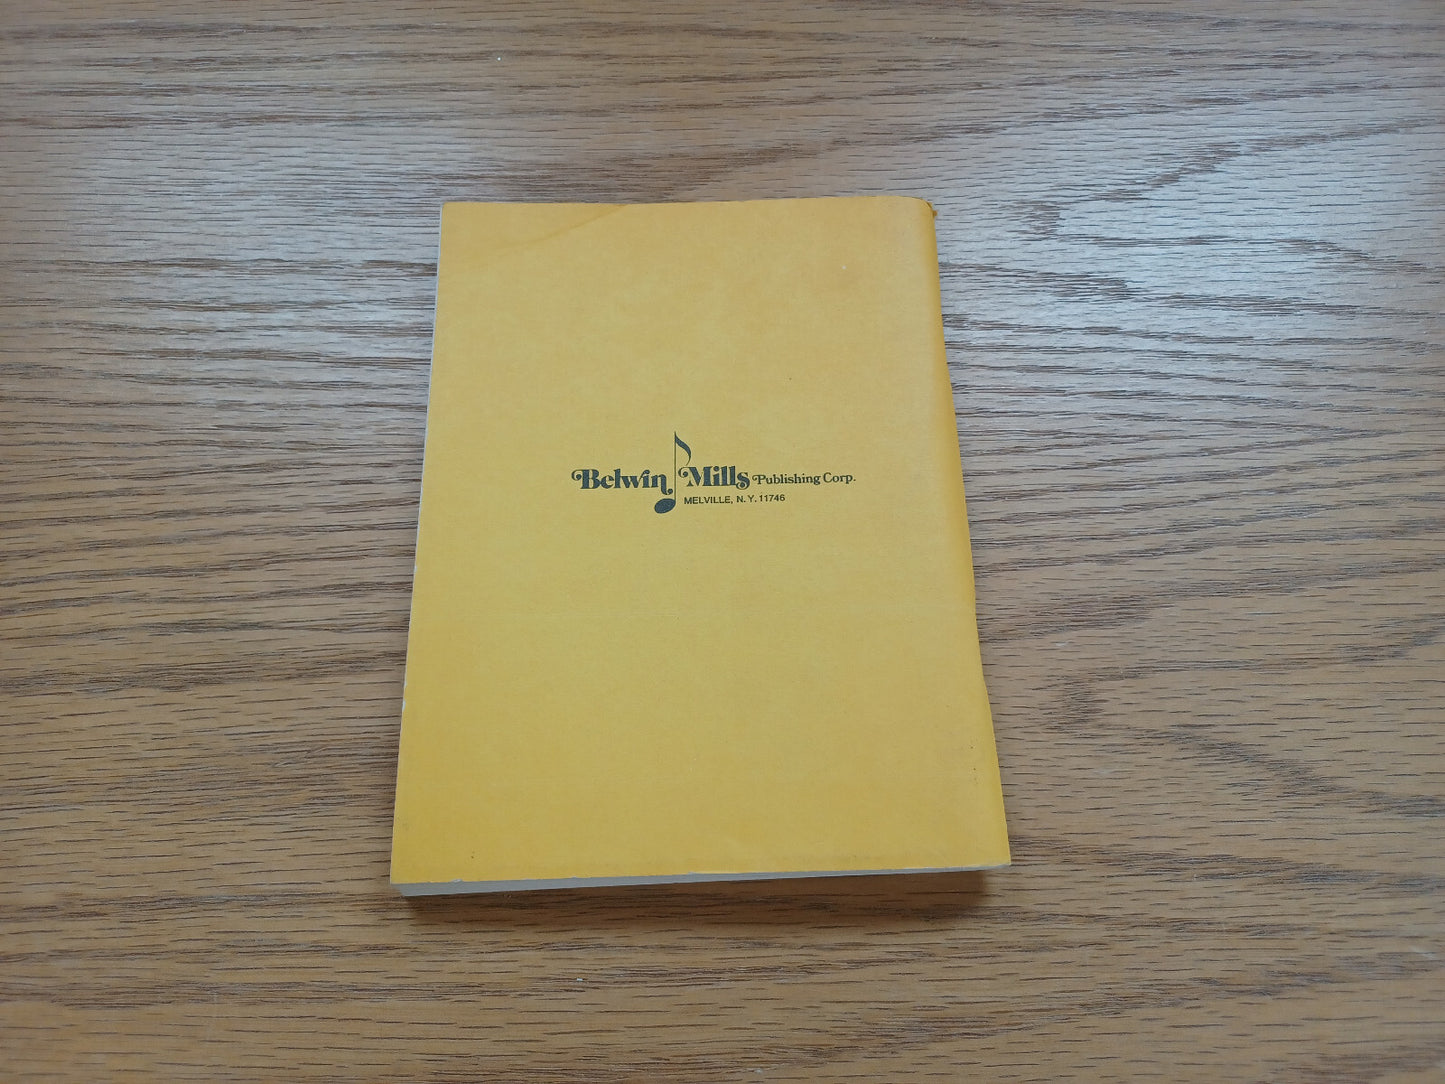 Belwin Mills Publishing Corp.
MELVILLE, N. Y. 11746